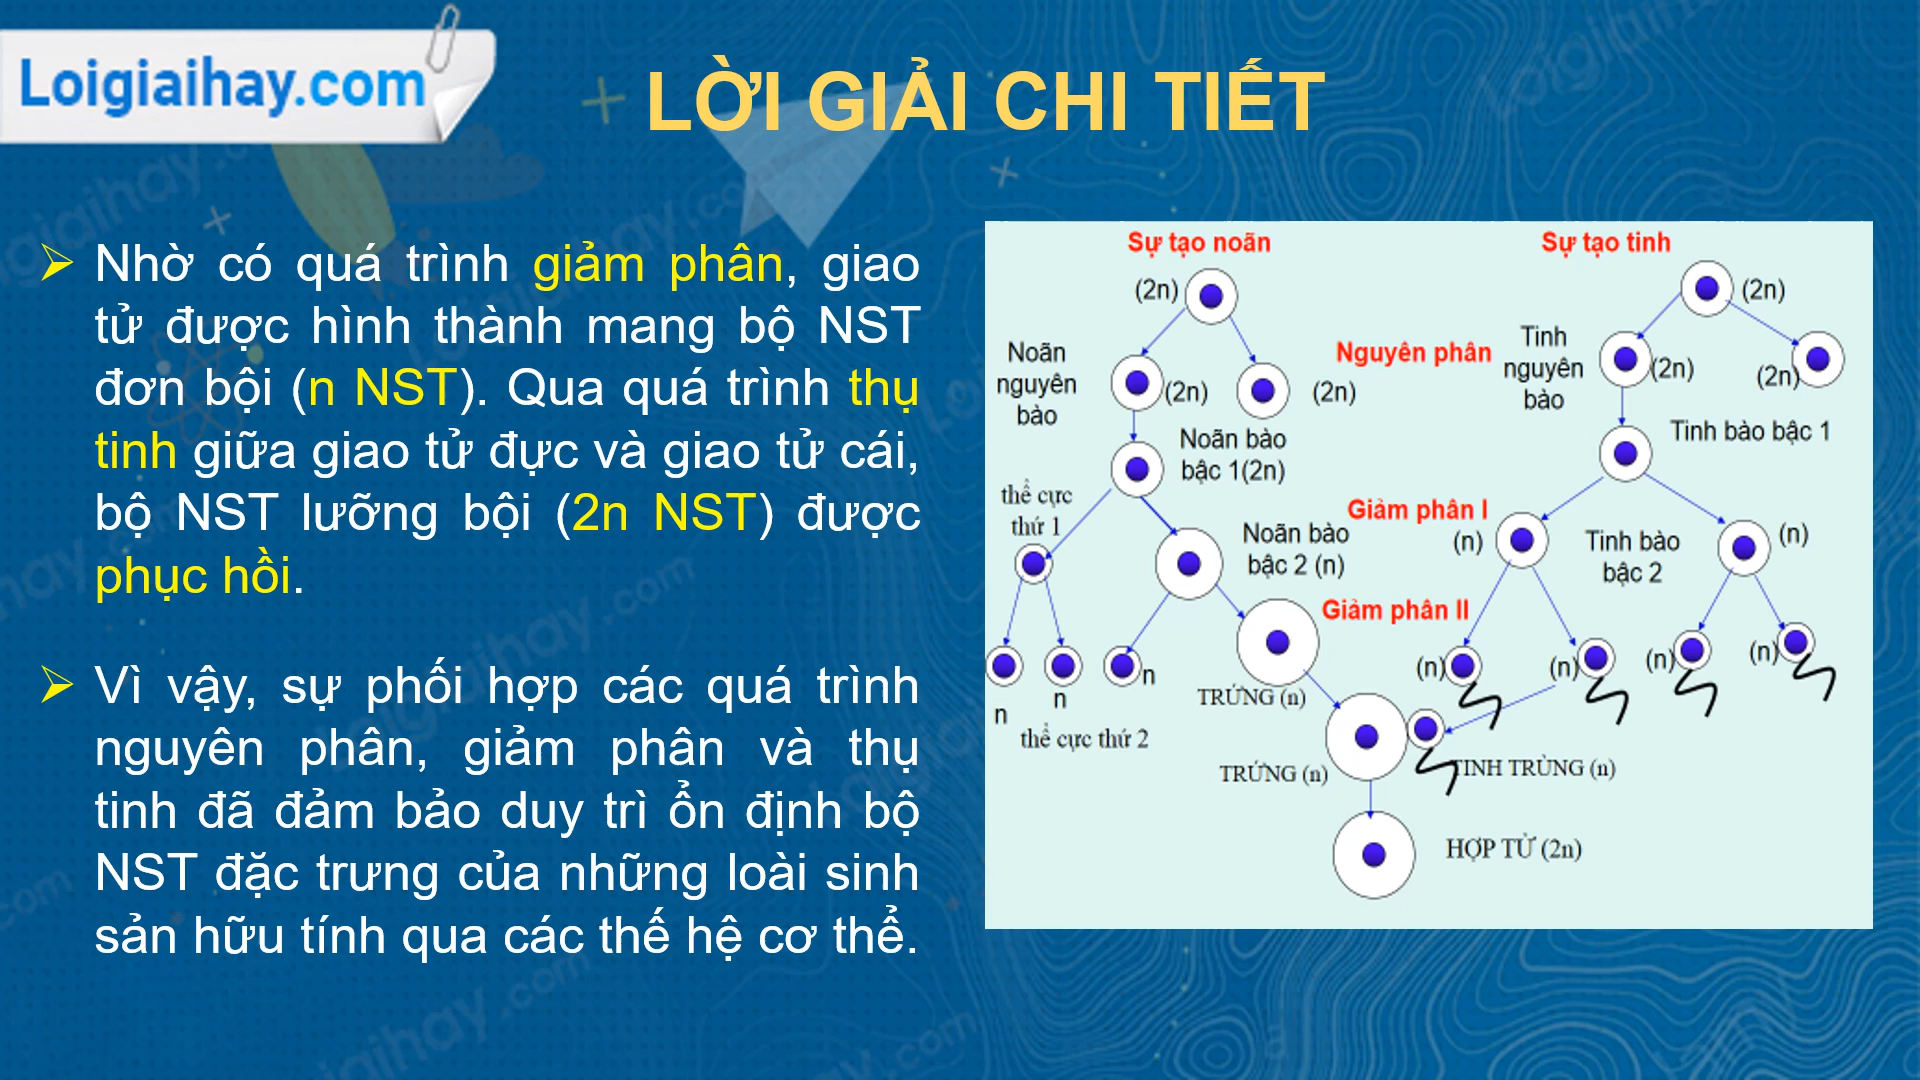 Loigiaihay.com
LỜI GIẢI CHI TIẾT
Nhờ có quá trình giảm phân, giao
tử được hình thành mang bộ NST
đơn bội (n NST). Qua quá trình thụ
tinh giữa giao tử đực và giao tử cái,
bộ NST lưỡng bội (2n NST) được
phục hồi.
Vì vậy, sự phối hợp các quá trình
nguyên phân, giảm phân và thụ
tinh đã đảm bảo duy trì ổn định bộ
NST đặc trưng của những loài sinh
sản hữu tính qua các thế hệ cơ thể.
Sự tạo noãn
Sự tạo tinh
(2n)
(2n)
Noãn
nguyên
bào
(2n)
(2n)
Nguyên phân
Tinh
nguyên
bào
(2n)
(2n)
Noãn bào
bậc 1(2n)
Tinh bào bậc 1
thể cực
thứ 1
Noãn bào
bậc 2 (n)
Giảm phân I
(n)
Tinh bào
bậc 2
(n)
Giảm phân II
n
n
n
thể cực thứ 2
TRỨNG (n)
(n)
(n)
(n)
(n)
TRỨNG (n)
TINH TRÙNG (n)
HỢP TỬ (2n)